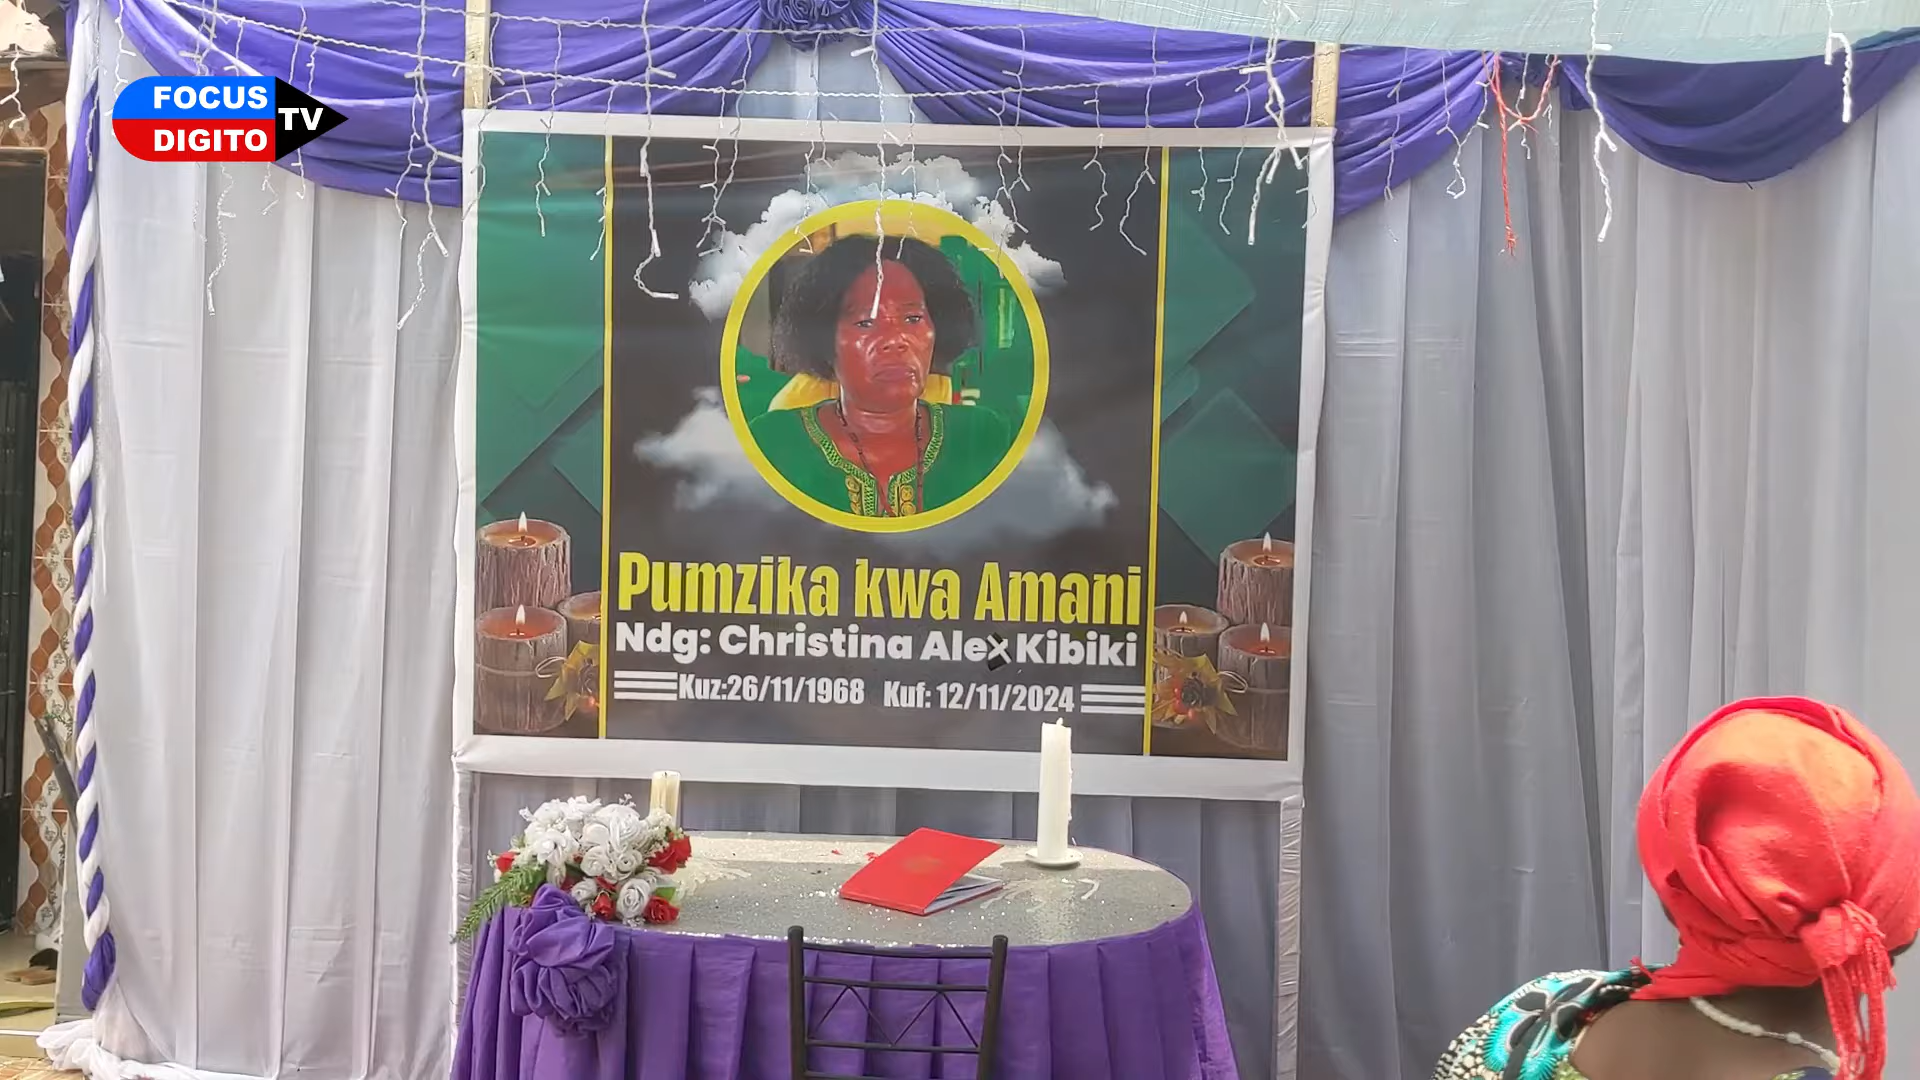 FOCUS
DIGITO
TV
Pumzika kwa Amani
Ndg: Christina Alex Kibiki
Kuz:26/11/1968 Kuf: 12/11/2024